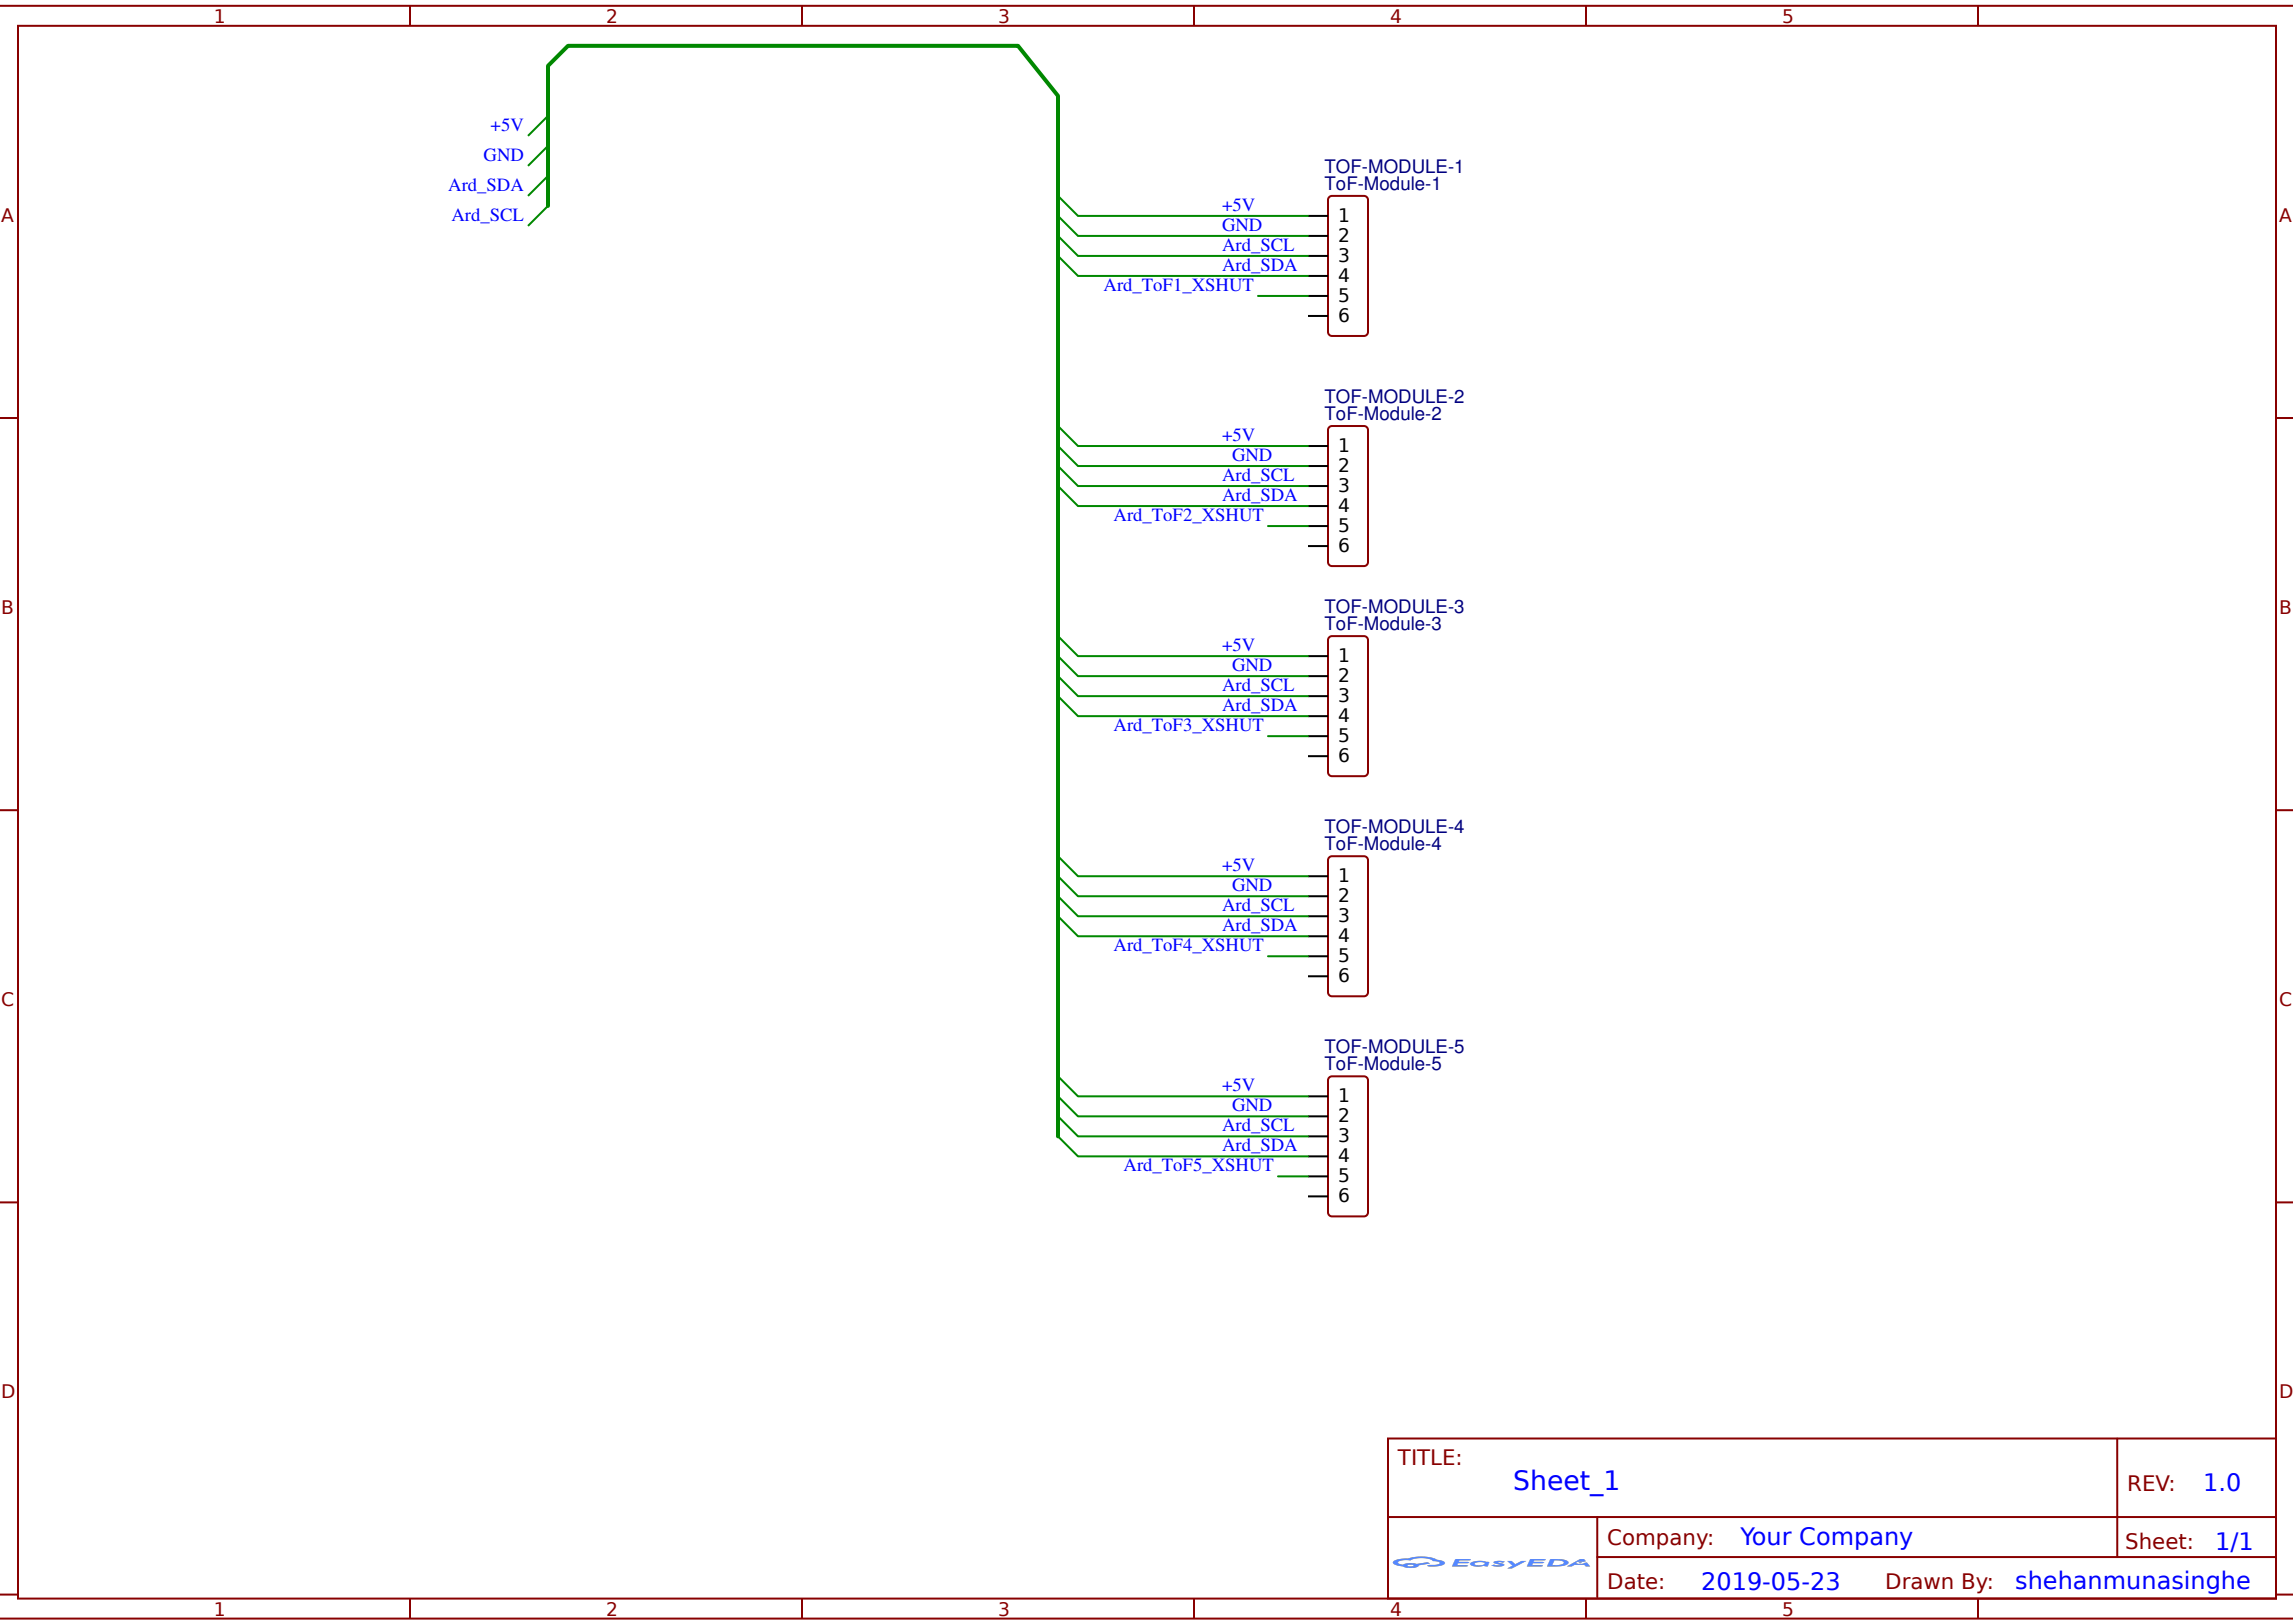 1 2 3 4 5
+5V
GND
Ard_SDA
Ard_SCL
A A
TOF-MODULE-1
ToF-Module-1
+5V 1
GND 2
Ard_SCL 3
Ard_SDA 4
Ard_ToF1_XSHUT 5
6
TOF-MODULE-2
ToF-Module-2
+5V 1
GND 2
Ard_SCL 3
Ard_SDA 4
Ard_ToF2_XSHUT 5
6
B B
TOF-MODULE-3
ToF-Module-3
+5V 1
GND 2
Ard_SCL 3
Ard_SDA 4
Ard_ToF3_XSHUT 5
6
TOF-MODULE-4
ToF-Module-4
+5V 1
GND 2
Ard_SCL 3
Ard_SDA 4
Ard_ToF4_XSHUT 5
6
C C
TOF-MODULE-5
ToF-Module-5
+5V 1
GND 2
Ard_SCL 3
Ard_SDA 4
Ard_ToF5_XSHUT 5
6
D D
TITLE:
Sheet_1
REV: 1.0
EasyEDA
Company: Your Company
Sheet: 1/1
Date: 2019-05-23 Drawn By: shehanmunasinghe
1 2 3 4 5